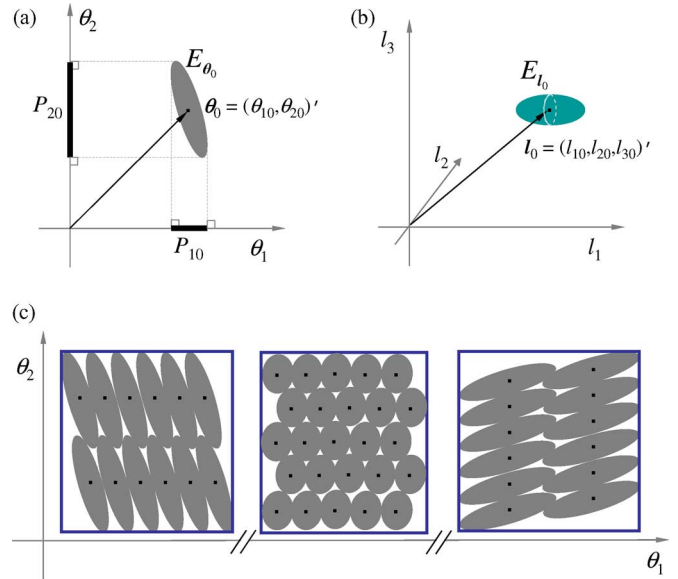 (a)
θ₂
E_θ₀
P₂₀
θ₀ = (θ₁₀,θ₂₀)′
P₁₀
θ₁
(b)
l₃
E_l₀
l₂
l₀ = (l₁₀,l₂₀,l₃₀)′
l₁
(c)
θ₂
θ₁